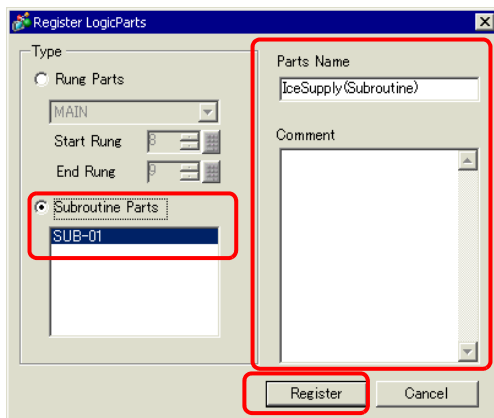 Register LogicParts
Type
Rung Parts
MAIN
Start Rung 8
End Rung 9
Subroutine Parts
SUB-01
Parts Name
IceSupply(Subroutine)
Comment
Register
Cancel